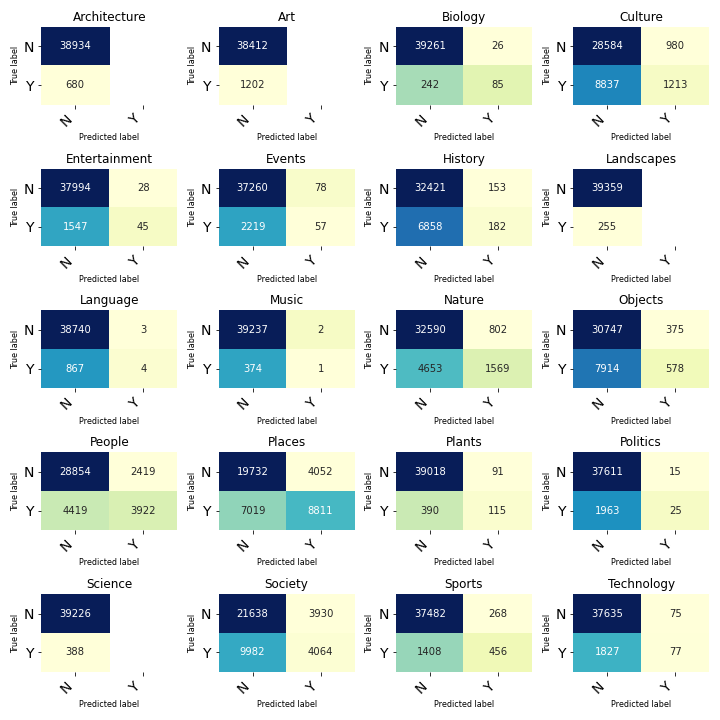 Architecture
True label
N
38934
Y
680
N
Y
Predicted label
Art
True label
N
38412
Y
1202
N
Y
Predicted label
Biology
True label
N
39261
26
Y
242
85
N
Y
Predicted label
Culture
True label
N
28584
980
Y
8837
1213
N
Y
Predicted label
Entertainment
True label
N
37994
28
Y
1547
45
N
Y
Predicted label
Events
True label
N
37260
78
Y
2219
57
N
Y
Predicted label
History
True label
N
32421
153
Y
6858
182
N
Y
Predicted label
Landscapes
True label
N
39359
Y
255
N
Y
Predicted label
Language
True label
N
38740
3
Y
867
4
N
Y
Predicted label
Music
True label
N
39237
2
Y
374
1
N
Y
Predicted label
Nature
True label
N
32590
802
Y
4653
1569
N
Y
Predicted label
Objects
True label
N
30747
375
Y
7914
578
N
Y
Predicted label
People
True label
N
28854
2419
Y
4419
3922
N
Y
Predicted label
Places
True label
N
19732
4052
Y
7019
8811
N
Y
Predicted label
Plants
True label
N
39018
91
Y
390
115
N
Y
Predicted label
Politics
True label
N
37611
15
Y
1963
25
N
Y
Predicted label
Science
True label
N
39226
Y
388
N
Y
Predicted label
Society
True label
N
21638
3930
Y
9982
4064
N
Y
Predicted label
Sports
True label
N
37482
268
Y
1408
456
N
Y
Predicted label
Technology
True label
N
37635
75
Y
1827
77
N
Y
Predicted label